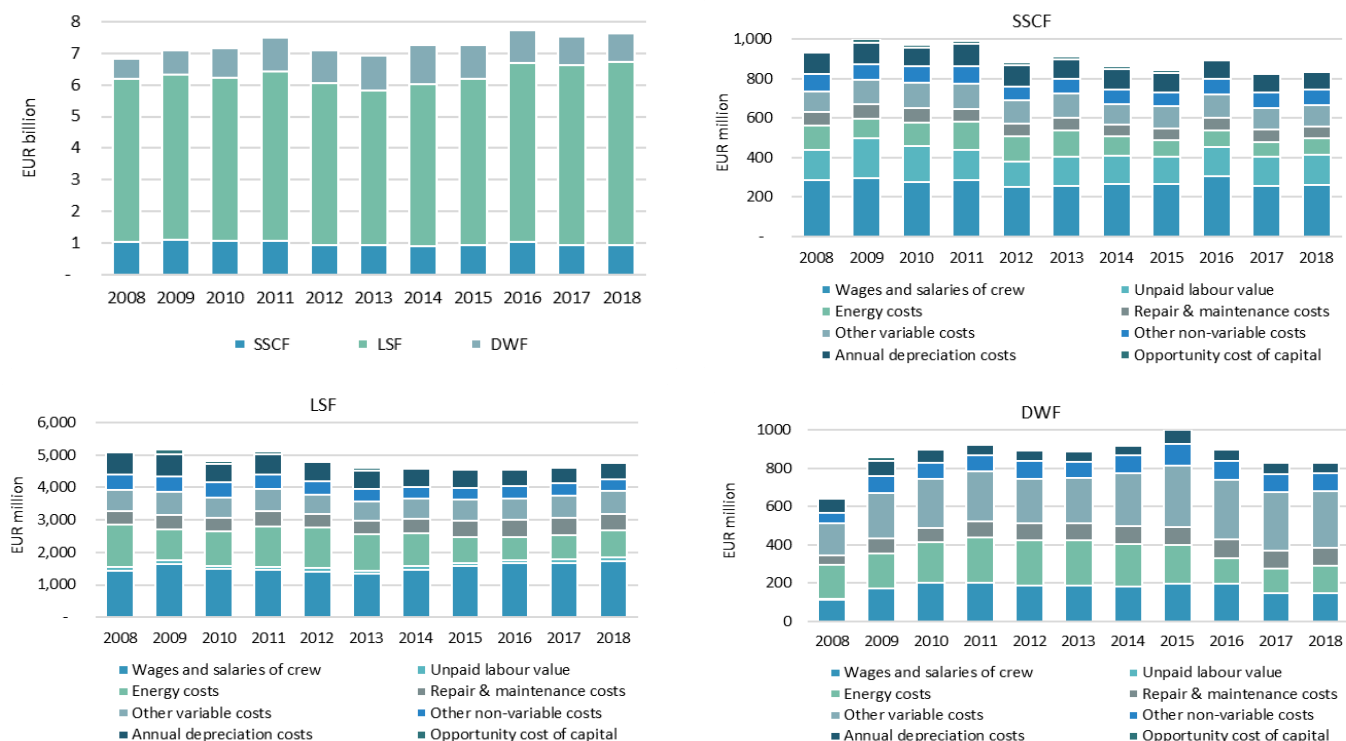 EUR billion
8
7
6
5
4
3
2
1
-
2008 2009 2010 2011 2012 2013 2014 2015 2016 2017 2018
SSCF LSF DWF
SSCF
EUR million
1,000
800
600
400
200
-
2008 2009 2010 2011 2012 2013 2014 2015 2016 2017 2018
Wages and salaries of crew Unpaid labour value
Energy costs Repair & maintenance costs
Other variable costs Other non-variable costs
Annual depreciation costs Opportunity cost of capital
LSF
EUR million
6,000
5,000
4,000
3,000
2,000
1,000
-
2008 2009 2010 2011 2012 2013 2014 2015 2016 2017 2018
Wages and salaries of crew Unpaid labour value
Energy costs Repair & maintenance costs
Other variable costs Other non-variable costs
Annual depreciation costs Opportunity cost of capital
DWF
EUR million
1000
800
600
400
200
0
2008 2009 2010 2011 2012 2013 2014 2015 2016 2017 2018
Wages and salaries of crew Unpaid labour value
Energy costs Repair & maintenance costs
Other variable costs Other non-variable costs
Annual depreciation costs Opportunity cost of capital